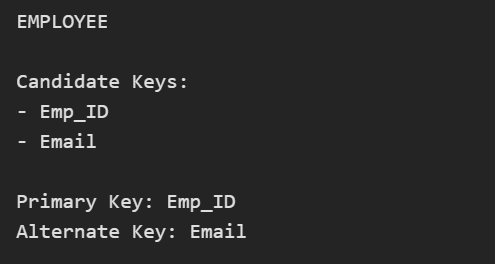 EMPLOYEE
Candidate Keys:
- Emp_ID
- Email
Primary Key: Emp_ID
Alternate Key: Email